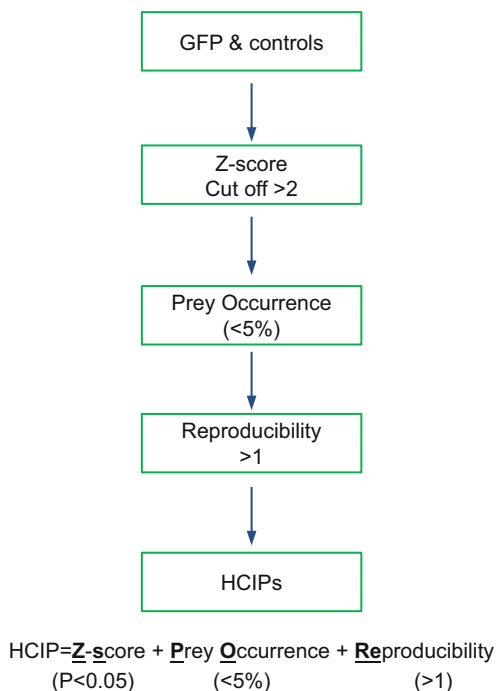 GFP & controls
Z-score
Cut off >2
Prey Occurrence
(<5%)
Reproducibility
>1
HCIPs
HCIP=Z-score + Prey Occurrence + Reproducibility
(P<0.05) (<5%) (>1)